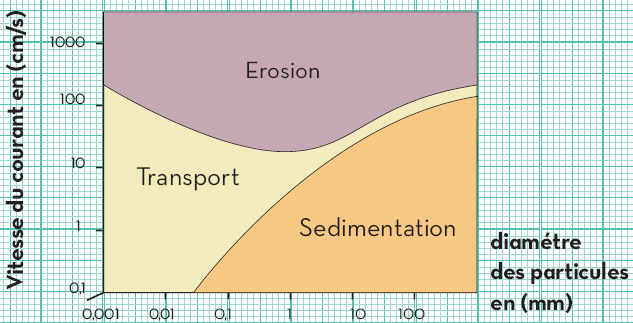 Vitesse du courant en (cm/s)
1000
100
10
1
0,1
Erosion
Transport
Sedimentation
0,001 0,01 0,1 1 10 100
diamétre
des particules
en (mm)